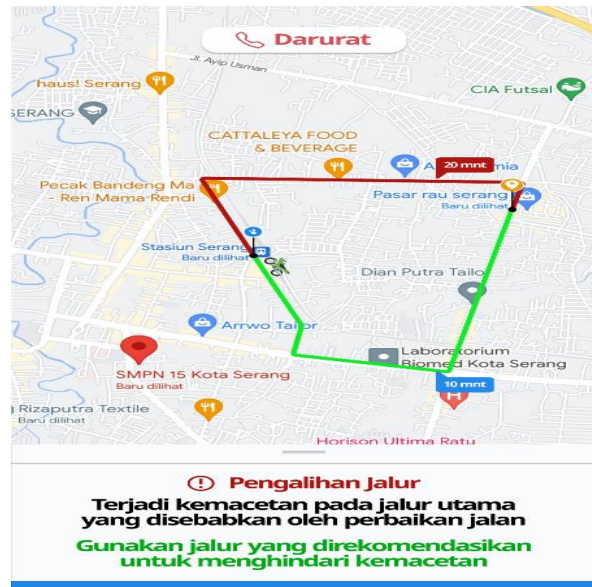 Darurat
JL Ayip Usman
haus! Serang
CIA Futsal
SERANG
CATTALEYA FOOD
& BEVERAGE
20 mnt
Pecak Bandeng Ma
- Ren Mama Rendi
Pasar rau serang
Baru dilihat
Stasiun Serang
Baru dilihat
Dian Putra Tailo
Arrwo Tailor
Laboratorium
Biomed Kota Serang
SMPN 15 Kota Serang
Baru dilihat
10 mnt
Rizaputra Textile
Baru dilihat
H
Horison Ultima Ratu
Pengalihan Jalur
Terjadi kemacetan pada jalur utama
yang disebabkan oleh perbaikan jalan
Gunakan jalur yang direkomendasikan
untuk menghindari kemacetan